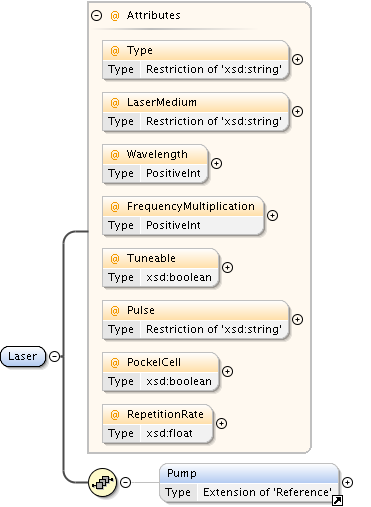 @ Attributes
@ Type
Type Restriction of 'xsd:string'
@ LaserMedium
Type Restriction of 'xsd:string'
@ Wavelength
Type PositiveInt
@ FrequencyMultiplication
Type PositiveInt
@ Tuneable
Type xsd:boolean
@ Pulse
Type Restriction of 'xsd:string'
@ PockelCell
Type xsd:boolean
@ RepetitionRate
Type xsd:float
Laser
Pump
Type Extension of 'Reference'